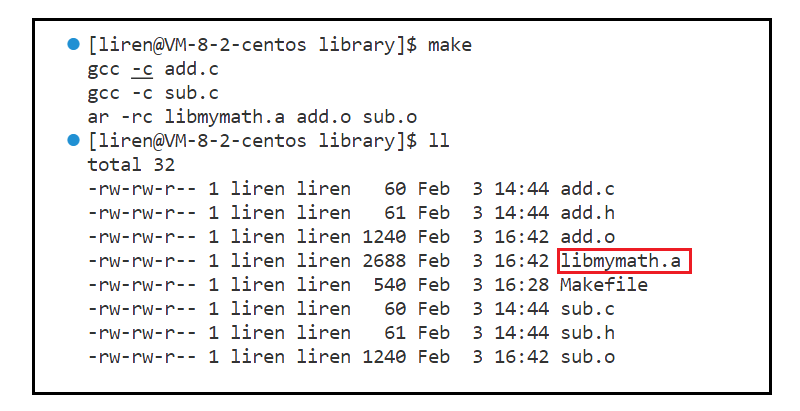 [liren@VM-8-2-centos library]$ make
gcc -c add.c
gcc -c sub.c
ar -rc libmymath.a add.o sub.o
[liren@VM-8-2-centos library]$ ll
total 32
-rw-rw-r-- 1 liren liren   60 Feb  3 14:44 add.c
-rw-rw-r-- 1 liren liren   61 Feb  3 14:44 add.h
-rw-rw-r-- 1 liren liren 1240 Feb  3 16:42 add.o
-rw-rw-r-- 1 liren liren 2688 Feb  3 16:42 libmymath.a
-rw-rw-r-- 1 liren liren  540 Feb  3 16:28 Makefile
-rw-rw-r-- 1 liren liren   60 Feb  3 14:44 sub.c
-rw-rw-r-- 1 liren liren   61 Feb  3 14:44 sub.h
-rw-rw-r-- 1 liren liren 1240 Feb  3 16:42 sub.o